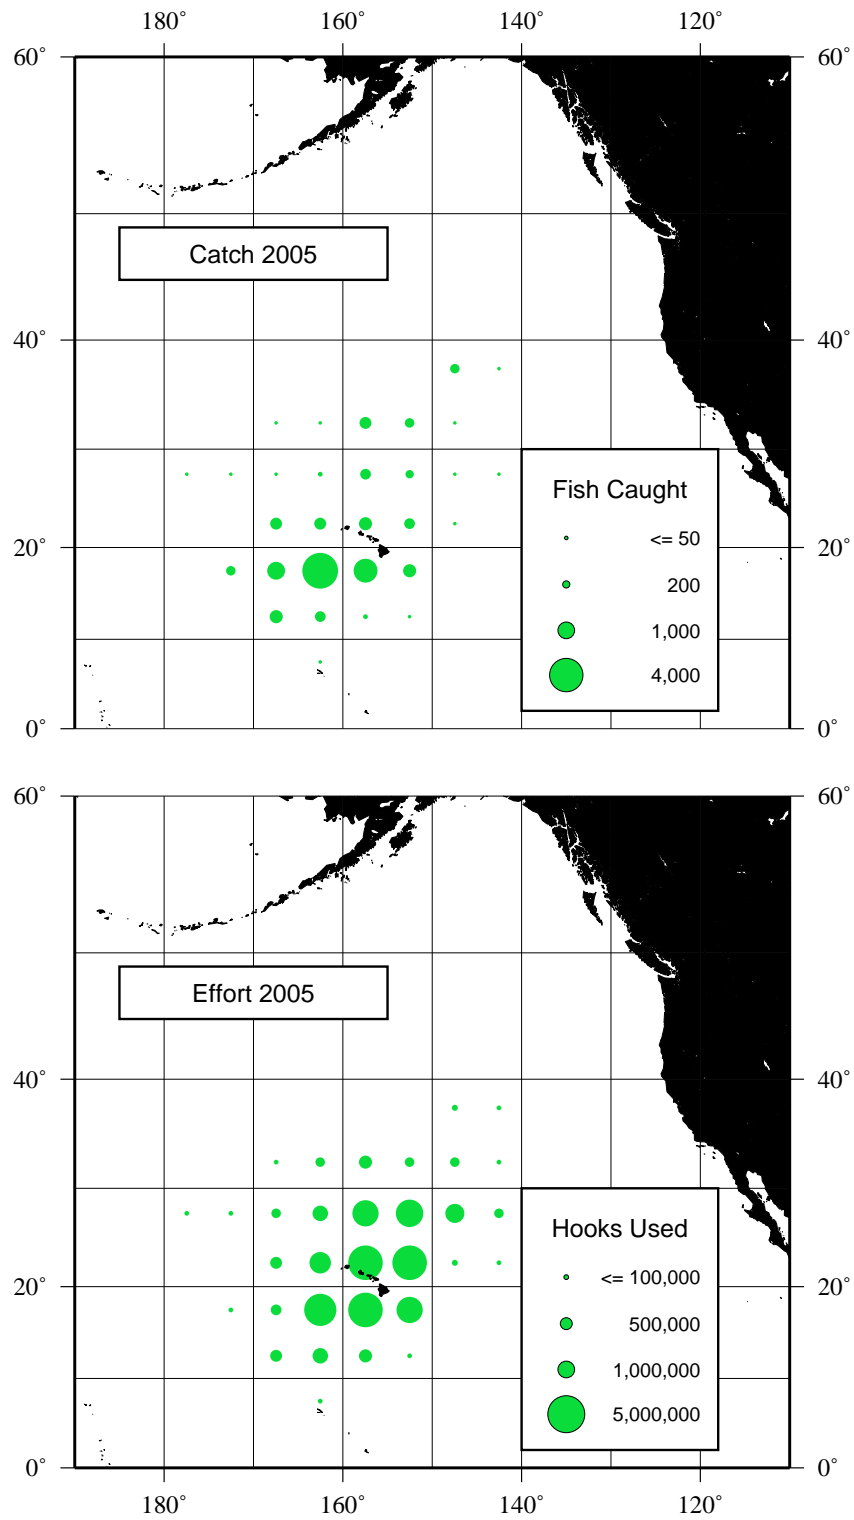 180˚ 160˚ 140˚ 120˚
60˚ 60˚
Catch 2005
40˚ 40˚
Fish Caught
<= 50
20˚ 20˚
200
1,000
4,000
0˚ 0˚
60˚ 60˚
Effort 2005
40˚ 40˚
Hooks Used
<= 100,000
20˚ 20˚
500,000
1,000,000
5,000,000
0˚ 0˚
180˚ 160˚ 140˚ 120˚